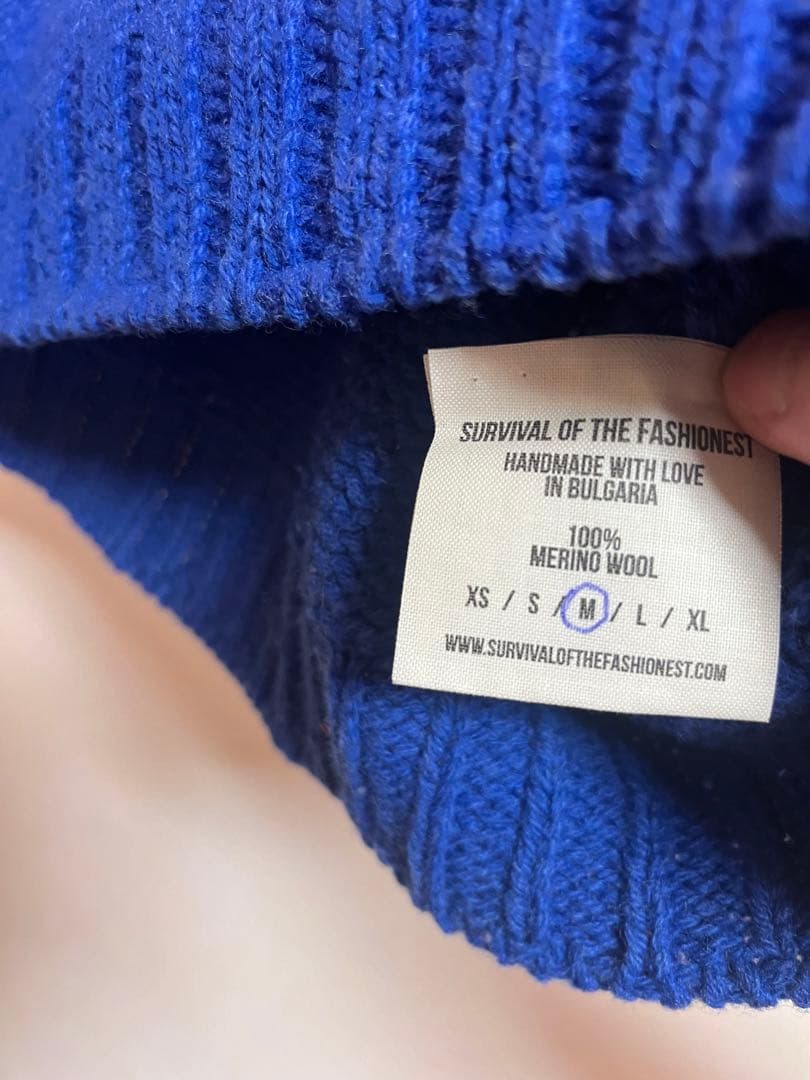 SURVIVAL OF THE FASHIONEST
HANDMADE WITH LOVE
IN BULGARIA
100%
MERINO WOOL
XS / S / M / L / XL
WWW.SURVIVALOFTHEFASHIONEST.COM